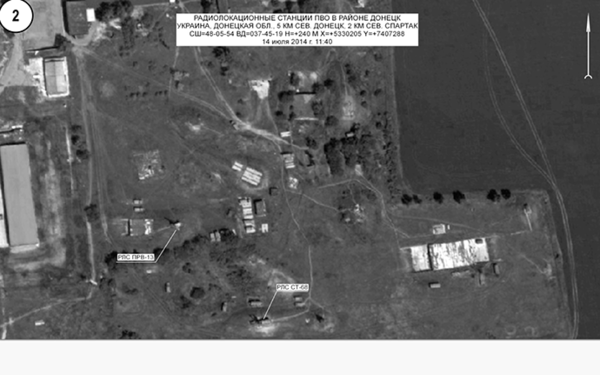 2
РАДИОЛОКАЦИОННЫЕ СТАНЦИИ ПВО В РАЙОНЕ ДОНЕЦК
УКРАИНА, ДОНЕЦКАЯ ОБЛ., 5 КМ СЕВ. ДОНЕЦК. 2 КМ СЕВ. СПАРТАК
СШ=48-05-54 ВД=037-45-19 Н=+240 М X=+5330205 Y=+7407288
14 июля 2014 г. 11:40
РЛС ПРВ-13
РЛС СТ-68